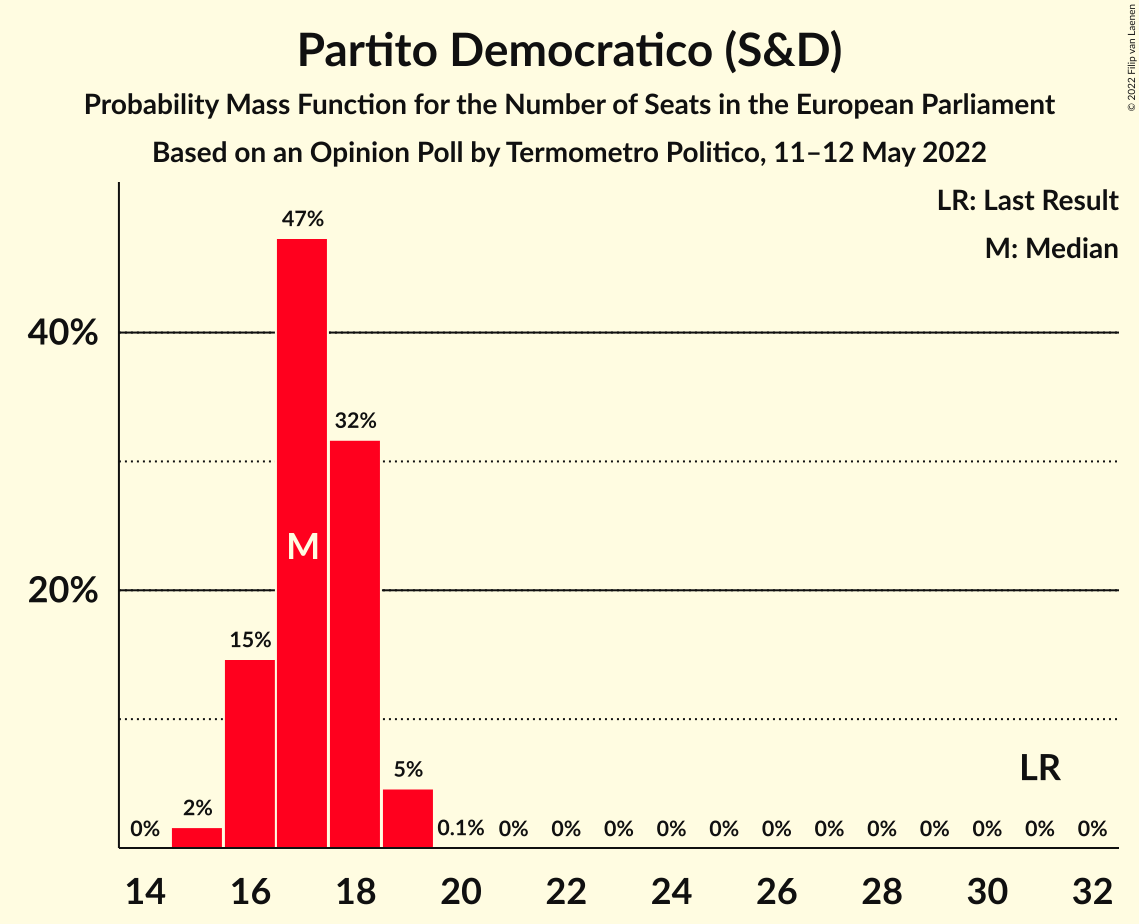 Partito Democratico (S&D)
Probability Mass Function for the Number of Seats in the European Parliament
Based on an Opinion Poll by Termometro Politico, 11–12 May 2022
© 2022 Filip van Laenen
LR: Last Result
M: Median
47%
40%
32%
M
20%
15%
LR
5%
2%
0% 0.1% 0% 0% 0% 0% 0% 0% 0% 0% 0% 0% 0% 0%
14 16 18 20 22 24 26 28 30 32